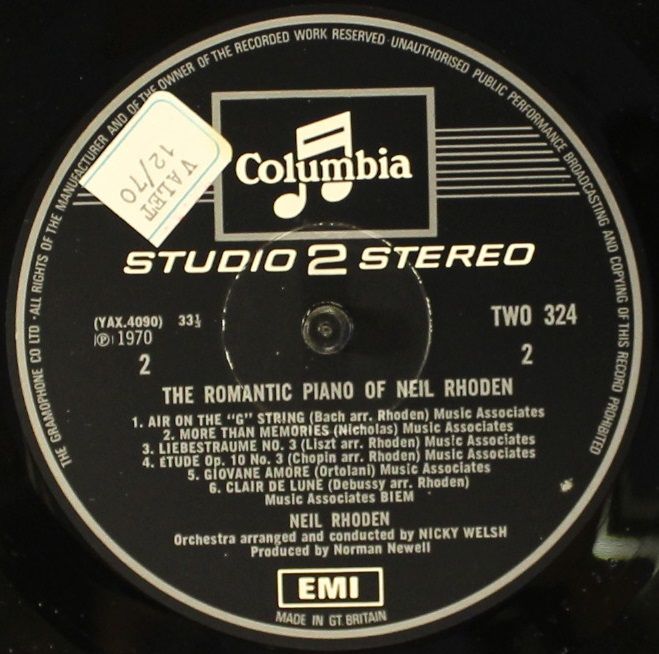 THE GRAMOPHONE CO LTD · ALL RIGHTS OF THE MANUFACTURER AND OF THE OWNER OF THE RECORDED WORK RESERVED · UNAUTHORISED PUBLIC PERFORMANCE BROADCASTING AND COPYING OF THIS RECORD PROHIBITED
VALET
12/70
Columbia
STUDIO 2 STEREO
(YAX.4090) 33⅓
Ⓟ 1970
2
TWO 324
2
THE ROMANTIC PIANO OF NEIL RHODEN
1. AIR ON THE "G" STRING (Bach arr. Rhoden) Music Associates
2. MORE THAN MEMORIES (Nicholas) Music Associates
3. LIEBESTRAUME NO. 3 (Liszt arr. Rhoden) Music Associates
4. ETUDE Op. 10 No. 3 (Chopin arr. Rhoden) Music Associates
5. GIOVANE AMORE (Ortolani) Music Associates
6. CLAIR DE LUNE (Debussy arr. Rhoden)
Music Associates BIEM
NEIL RHODEN
Orchestra arranged and conducted by NICKY WELSH
Produced by Norman Newell
EMI
MADE IN GT. BRITAIN